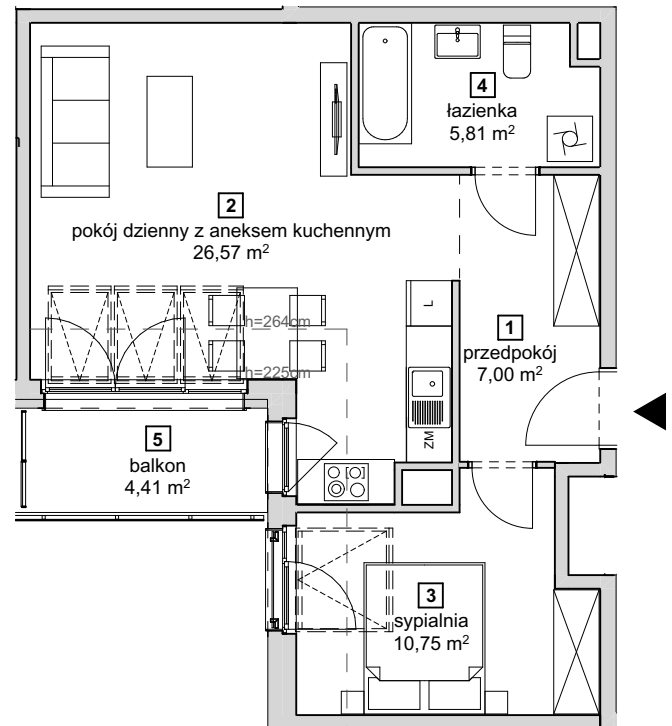 4
łazienka
5,81 m²
2
pokój dzienny z aneksem kuchennym
26,57 m²
L
h=264cm
1
przedpokój
7,00 m²
h=225cm
ZM
5
balkon
4,41 m²
3
sypialnia
10,75 m²